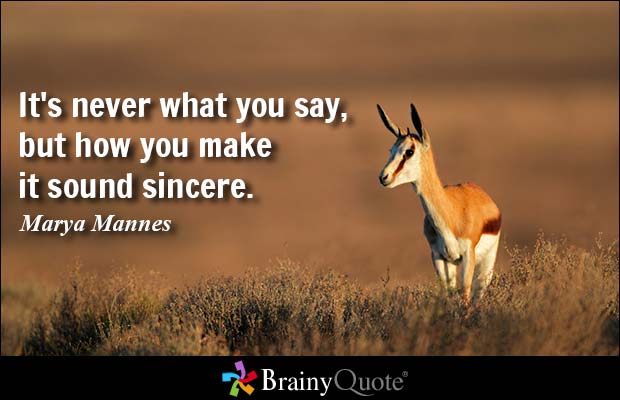 It's never what you say,
but how you make
it sound sincere.
Marya Mannes
BrainyQuote®